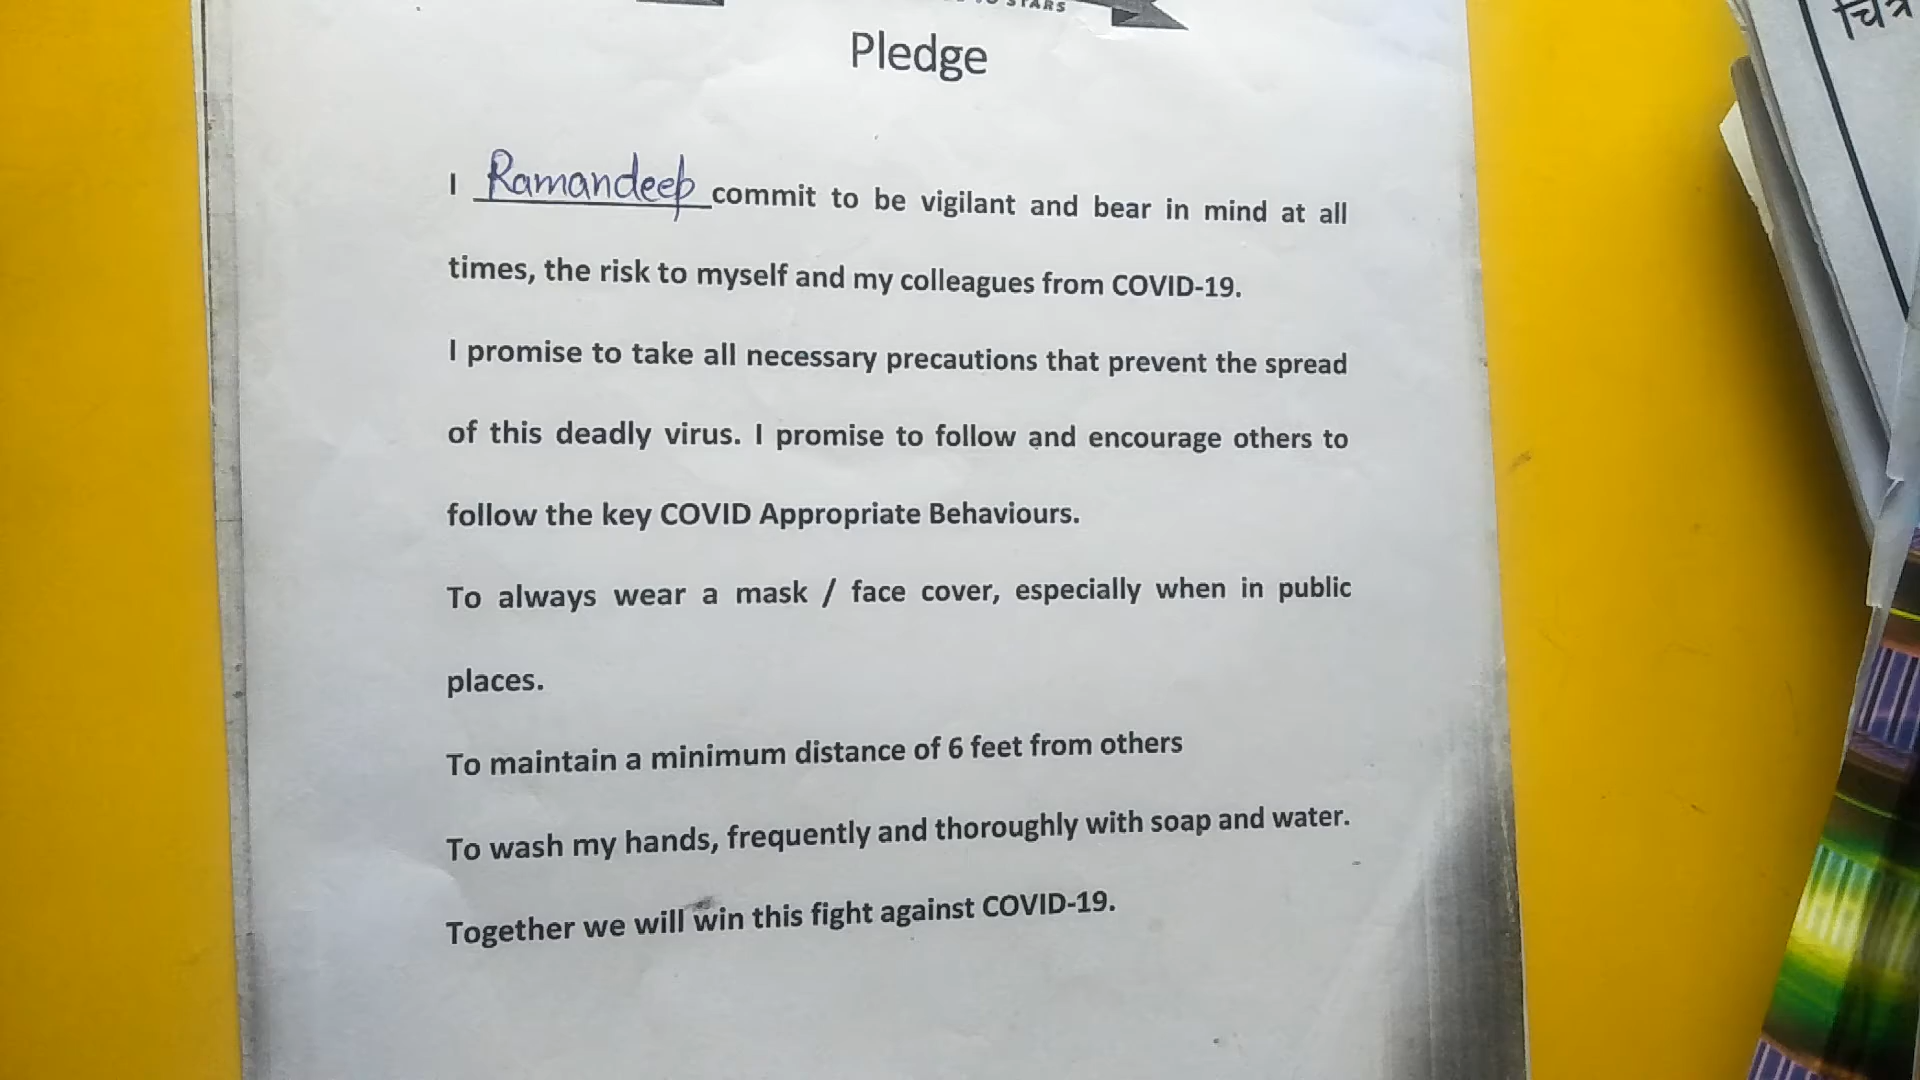 STARS
Pledge
I Ramandeep commit to be vigilant and bear in mind at all
times, the risk to myself and my colleagues from COVID-19.
I promise to take all necessary precautions that prevent the spread
of this deadly virus. I promise to follow and encourage others to
follow the key COVID Appropriate Behaviours.
To always wear a mask / face cover, especially when in public
places.
To maintain a minimum distance of 6 feet from others
To wash my hands, frequently and thoroughly with soap and water.
Together we will win this fight against COVID-19.